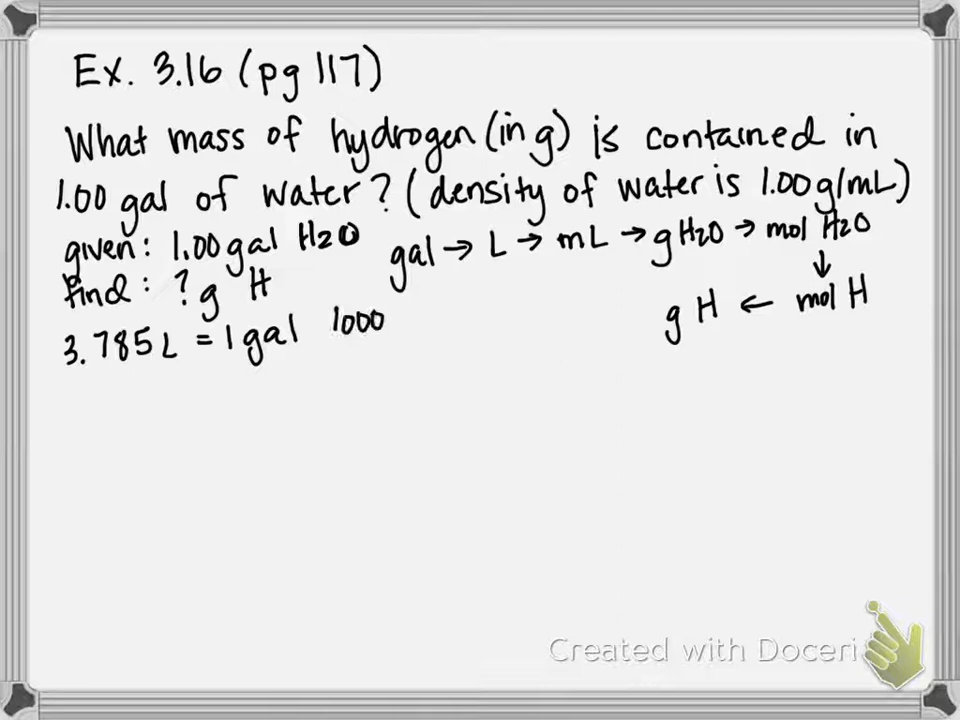 Ex. 3.16 (pg 117)
What mass of hydrogen (in g) is contained in
1.00 gal of water? (density of water is 1.00 g/mL)
given: 1.00 gal H2O
gal → L → mL → g H2O → mol H2O
↓
find: ? g H
g H ← mol H
3.785 L = 1 gal 1000
Created with Doceri